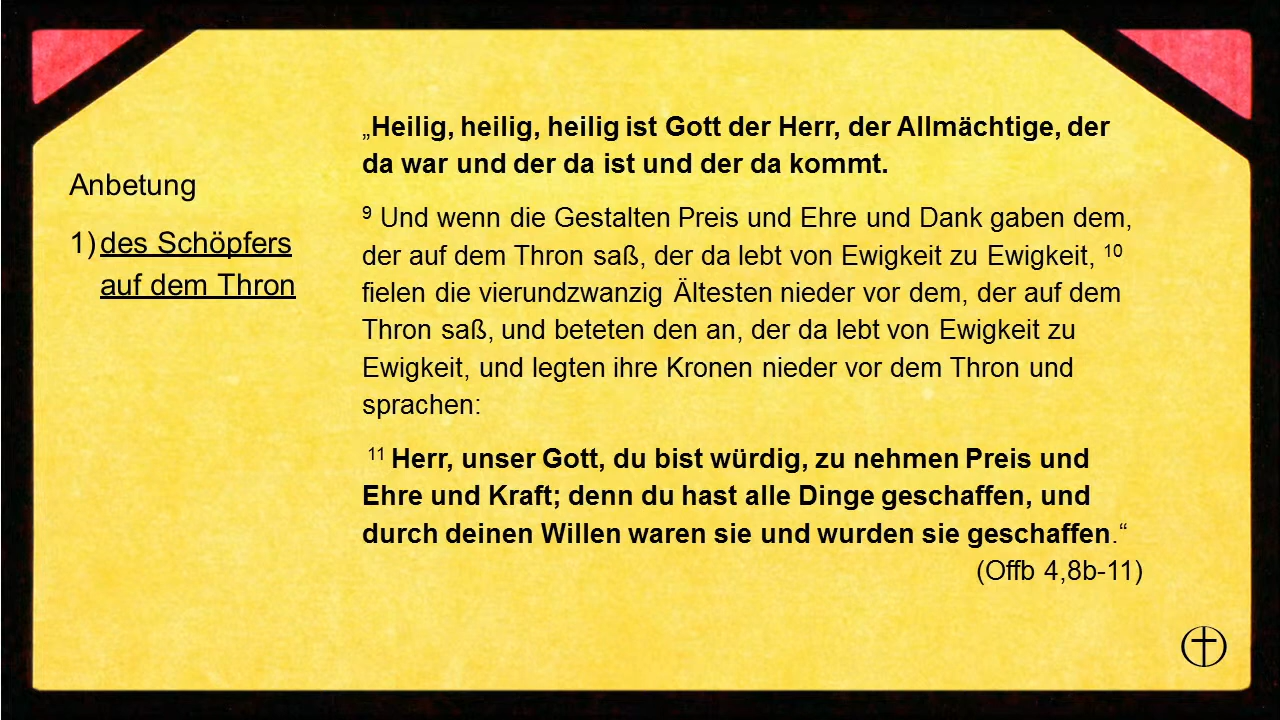 Anbetung
1) des Schöpfers
auf dem Thron
„Heilig, heilig, heilig ist Gott der Herr, der Allmächtige, der
da war und der da ist und der da kommt.
⁹ Und wenn die Gestalten Preis und Ehre und Dank gaben dem,
der auf dem Thron saß, der da lebt von Ewigkeit zu Ewigkeit, ¹⁰
fielen die vierundzwanzig Ältesten nieder vor dem, der auf dem
Thron saß, und beteten den an, der da lebt von Ewigkeit zu
Ewigkeit, und legten ihre Kronen nieder vor dem Thron und
sprachen:
¹¹ Herr, unser Gott, du bist würdig, zu nehmen Preis und
Ehre und Kraft; denn du hast alle Dinge geschaffen, und
durch deinen Willen waren sie und wurden sie geschaffen.“
(Offb 4,8b-11)